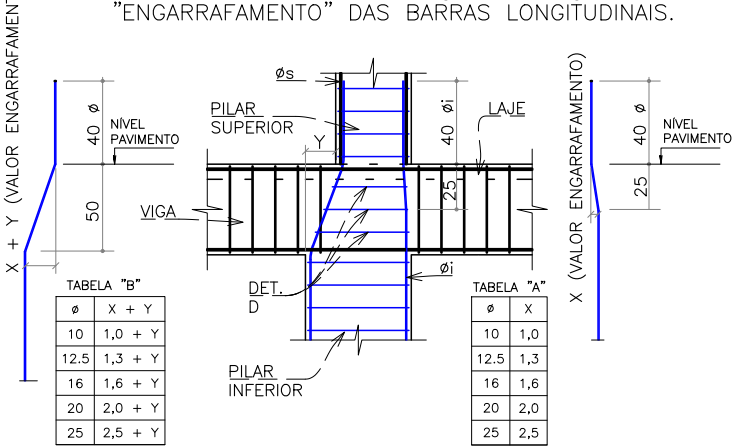 "ENGARRAFAMENTO" DAS BARRAS LONGITUDINAIS.
X + Y (VALOR ENGARRAFAMENT
40 ø
50
NÍVEL
PAVIMENTO
øs
PILAR
SUPERIOR
Y
40 øi
25
LAJE
VIGA
DET.
D
øi
PILAR
INFERIOR
X (VALOR ENGARRAFAMENTO)
40 ø
25
NÍVEL
PAVIMENTO
TABELA "B"
ø X + Y
10 1,0 + Y
12.5 1,3 + Y
16 1,6 + Y
20 2,0 + Y
25 2,5 + Y
TABELA "A"
ø X
10 1,0
12.5 1,3
16 1,6
20 2,0
25 2,5